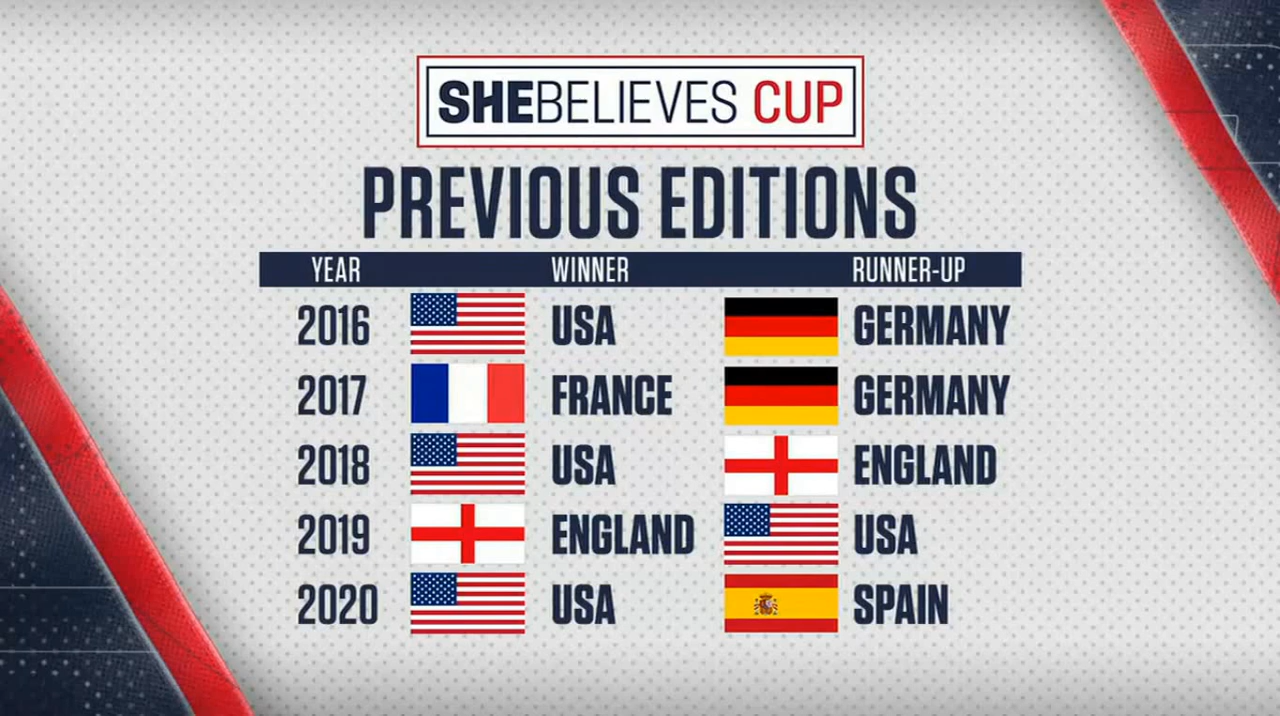 SHEBELIEVES CUP
PREVIOUS EDITIONS
YEAR WINNER RUNNER-UP
2016 USA GERMANY
2017 FRANCE GERMANY
2018 USA ENGLAND
2019 ENGLAND USA
2020 USA SPAIN